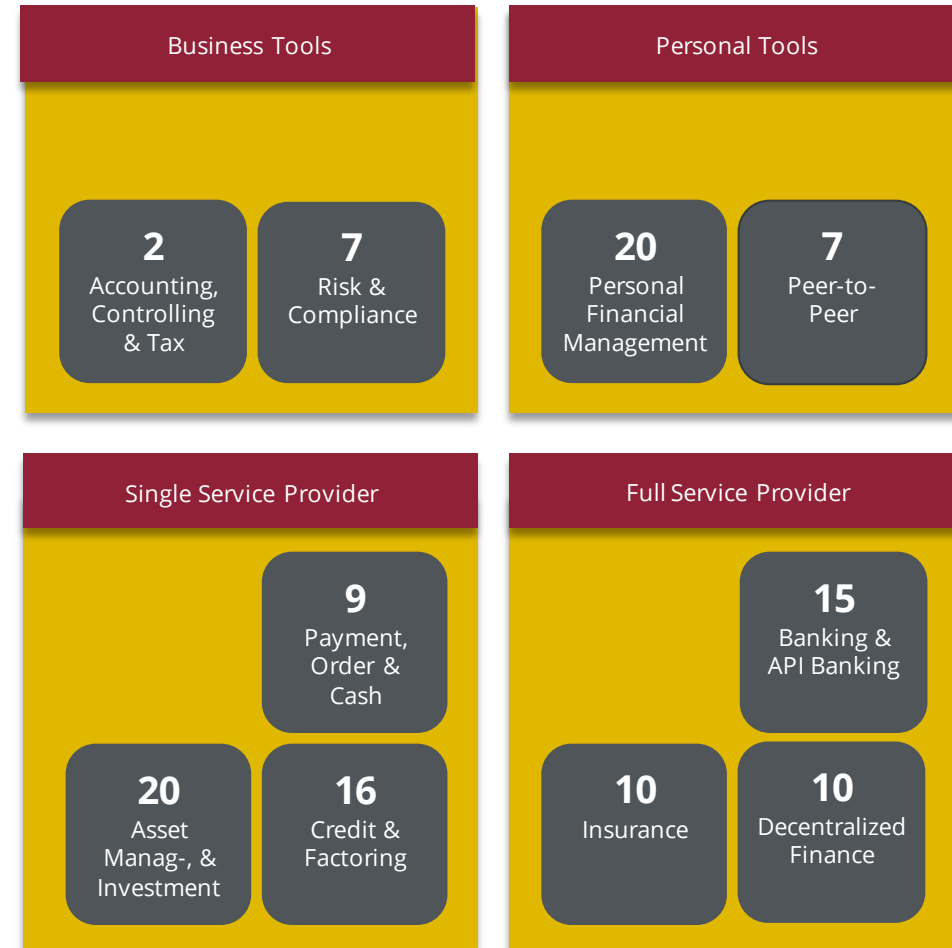 Business Tools
2
Accounting,
Controlling
& Tax
7
Risk &
Compliance
Personal Tools
20
Personal
Financial
Management
7
Peer-to-
Peer
Single Service Provider
9
Payment,
Order &
Cash
20
Asset
Manag-, &
Investment
16
Credit &
Factoring
Full Service Provider
15
Banking &
API Banking
10
Insurance
10
Decentralized
Finance